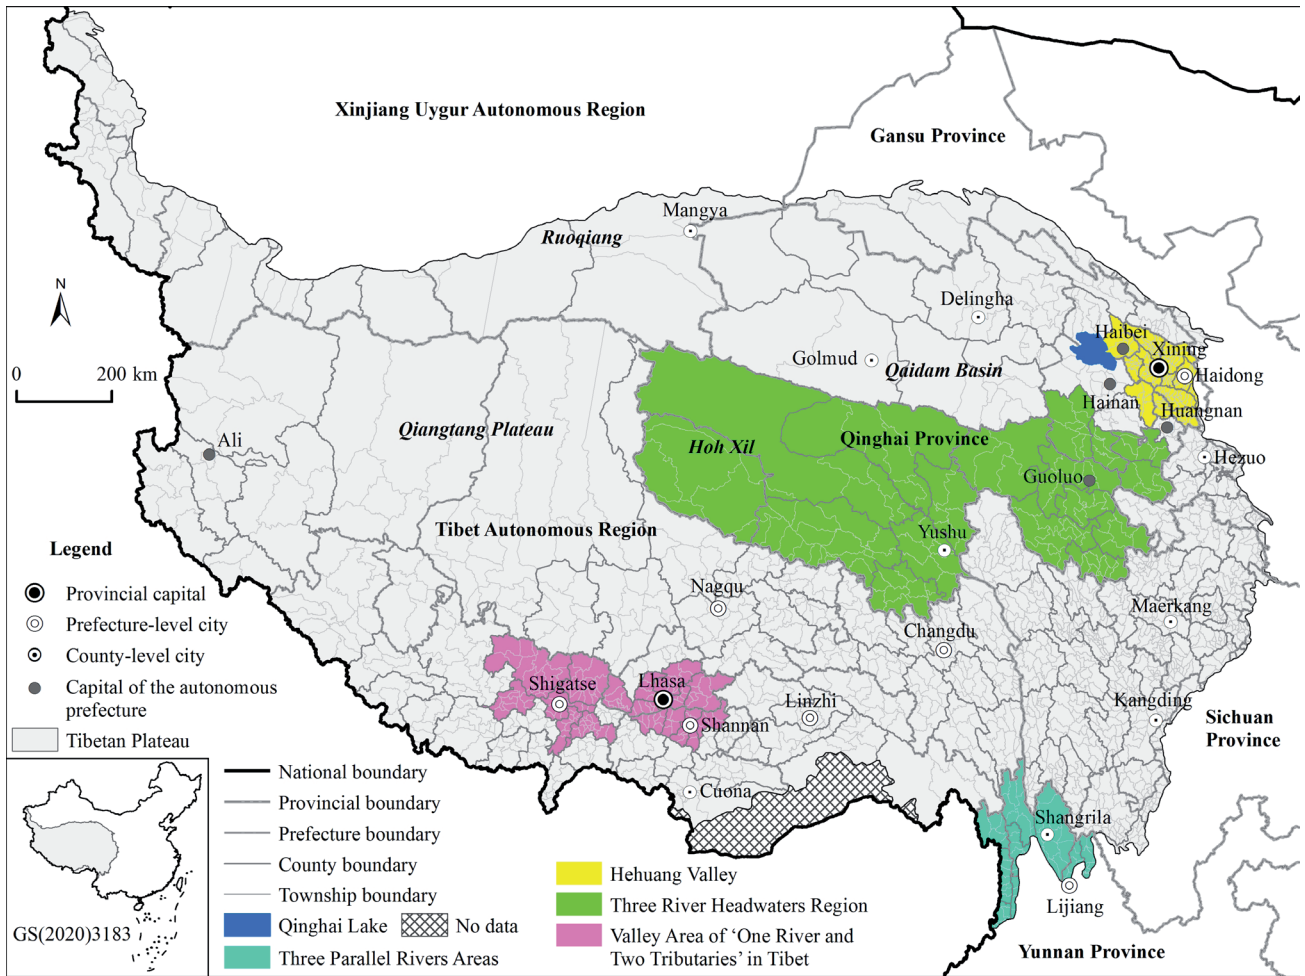 Xinjiang Uygur Autonomous Region
Gansu Province
Mangya
Ruoqiang
N
Delingha
Haibei
Xining
Golmud
Qaidam Basin
Haidong
0 200 km
Hainan
Huangnan
Qiangtang Plateau
Hoh Xil
Qinghai Province
Ali
Hezuo
Guoluo
Tibet Autonomous Region
Yushu
Legend
Nagqu
Provincial capital
Maerkang
Prefecture-level city
Changdu
County-level city
Capital of the autonomous
prefecture
Shigatse
Lhasa
Linzhi
Kangding
Shannan
Sichuan
Province
Tibetan Plateau
National boundary
Cuona
Provincial boundary
Shangrila
Prefecture boundary
County boundary
Hehuang Valley
Township boundary
Three River Headwaters Region
Lijiang
Qinghai Lake
No data
GS(2020)3183
Valley Area of ‘One River and
Two Tributaries’ in Tibet
Three Parallel Rivers Areas
Yunnan Province